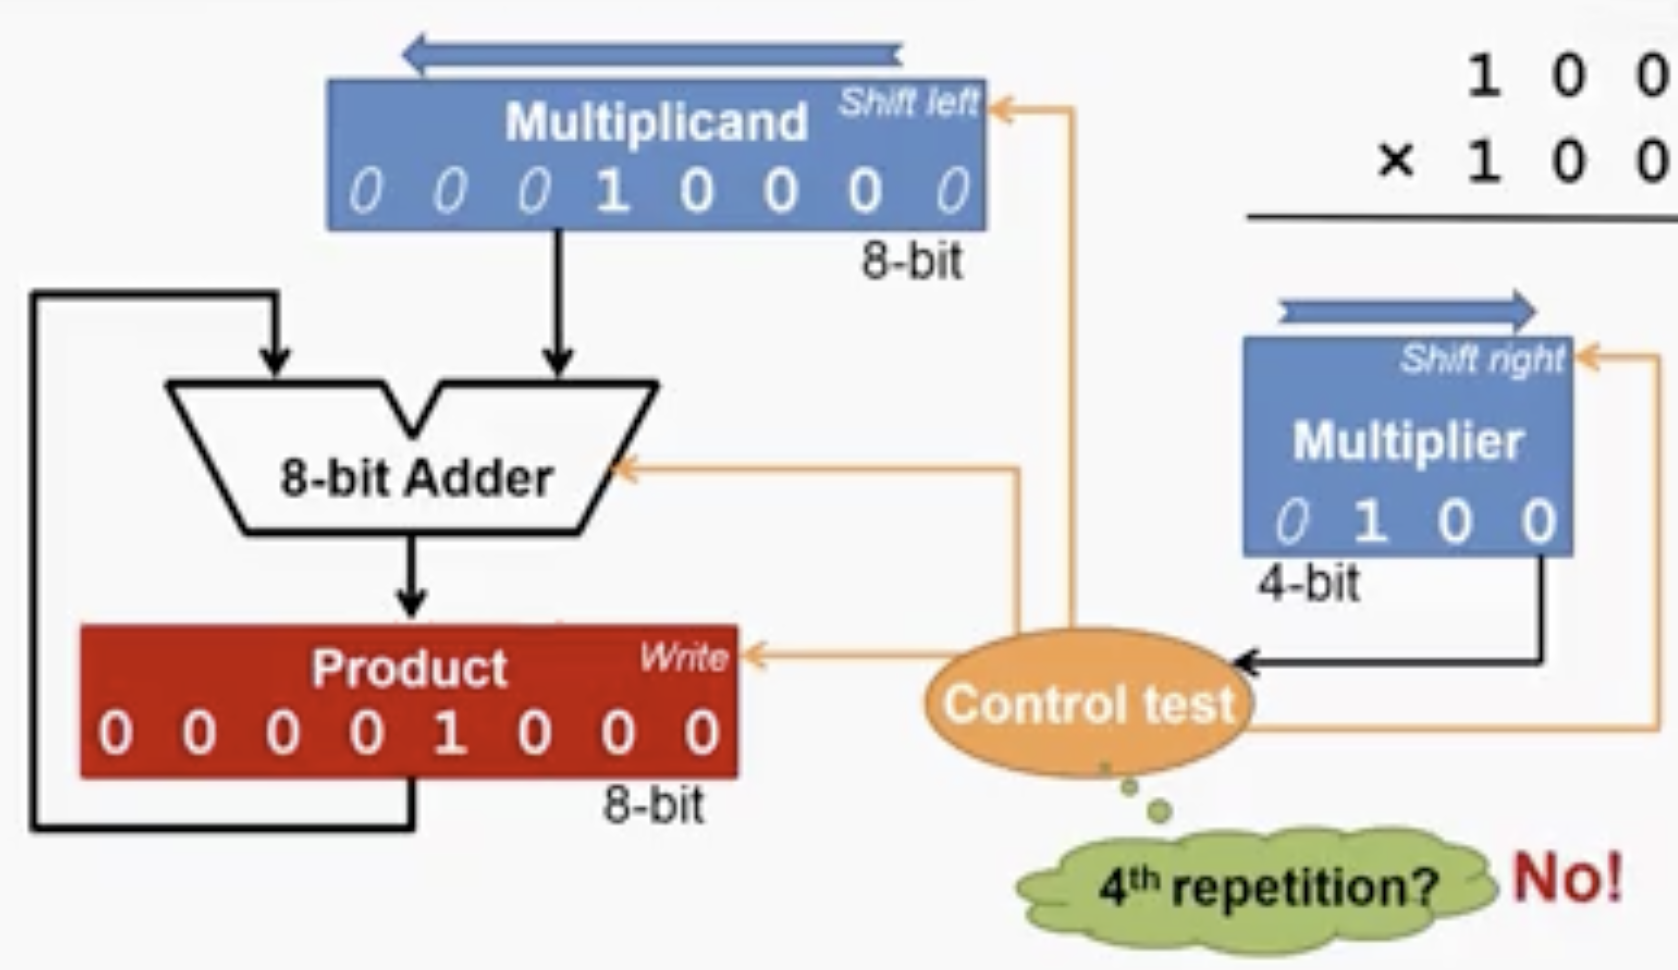 Shift left
Multiplicand
0 0 0 1 0 0 0 0
8-bit
1 0 0
× 1 0 0
Shift right
Multiplier
0 1 0 0
4-bit
8-bit Adder
Product
Write
0 0 0 0 1 0 0 0
8-bit
Control test
4th repetition?
No!